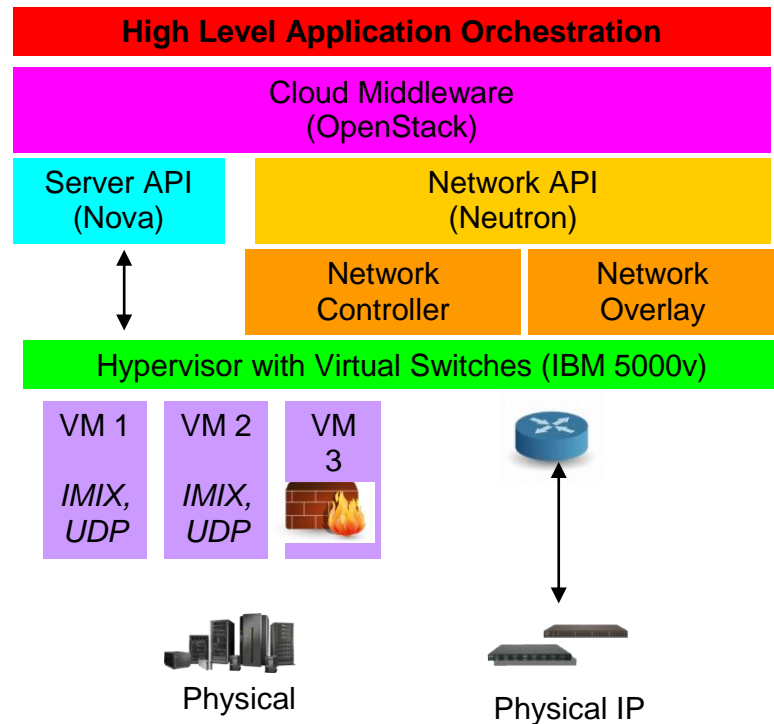 High Level Application Orchestration
Cloud Middleware
(OpenStack)
Server API
(Nova)
Network API
(Neutron)
Network
Controller
Network
Overlay
Hypervisor with Virtual Switches (IBM 5000v)
VM 1
IMIX,
UDP
VM 2
IMIX,
UDP
VM
3
Physical
Physical IP